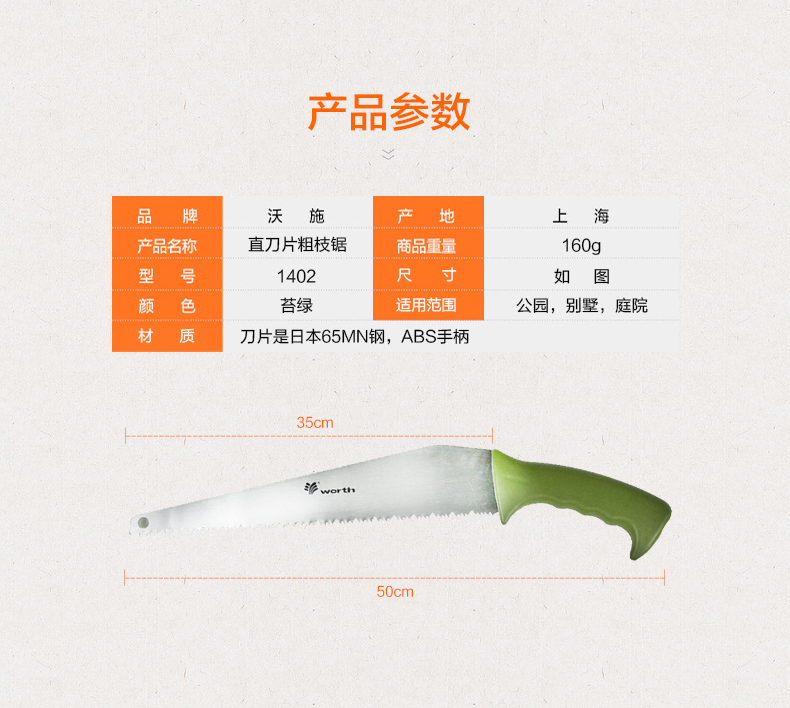 产品参数
品 牌 沃 施 产 地 上 海
产品名称 直刀片粗枝锯 商品重量 160g
型 号 1402 尺 寸 如 图
颜 色 苔绿 适用范围 公园，别墅，庭院
材 质 刀片是日本65MN钢，ABS手柄
35cm
worth
50cm